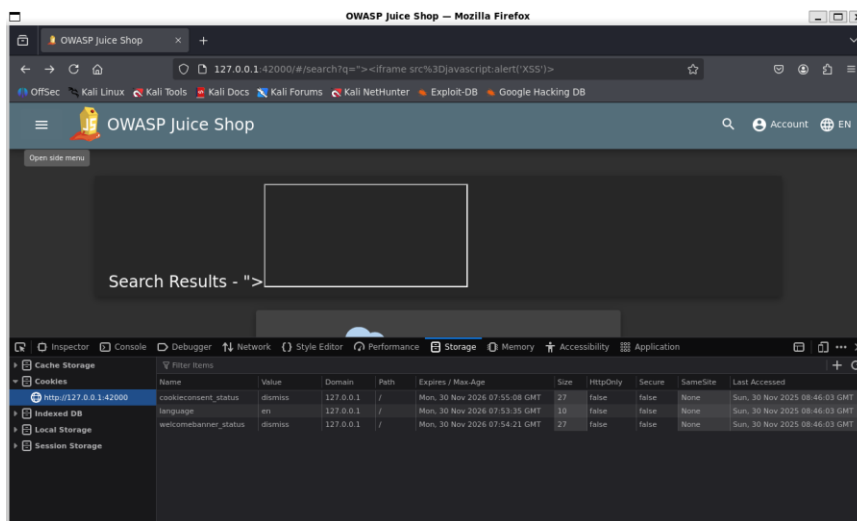 OWASP Juice Shop — Mozilla Firefox
OWASP Juice Shop × +
127.0.0.1:42000/#/search?q="><iframe src%3Djavascript:alert('XSS')>
OffSec Kali Linux Kali Tools Kali Docs Kali Forums Kali NetHunter Exploit-DB Google Hacking DB
OWASP Juice Shop Account EN
Open side menu
Search Results - ">
Inspector Console Debugger Network {} Style Editor Performance Storage Memory Accessibility Application
Cache Storage Filter Items
Cookies Name Value Domain Path Expires / Max-Age Size HttpOnly Secure SameSite Last Accessed
http://127.0.0.1:42000 cookieconsent_status dismiss 127.0.0.1 / Mon, 30 Nov 2026 07:55:08 GMT 27 false false None Sun, 30 Nov 2025 08:46:03 GMT
Indexed DB language en 127.0.0.1 / Mon, 30 Nov 2026 07:53:35 GMT 10 false false None Sun, 30 Nov 2025 08:46:03 GMT
Local Storage welcomebanner_status dismiss 127.0.0.1 / Mon, 30 Nov 2026 07:54:21 GMT 27 false false None Sun, 30 Nov 2025 08:46:03 GMT
Session Storage